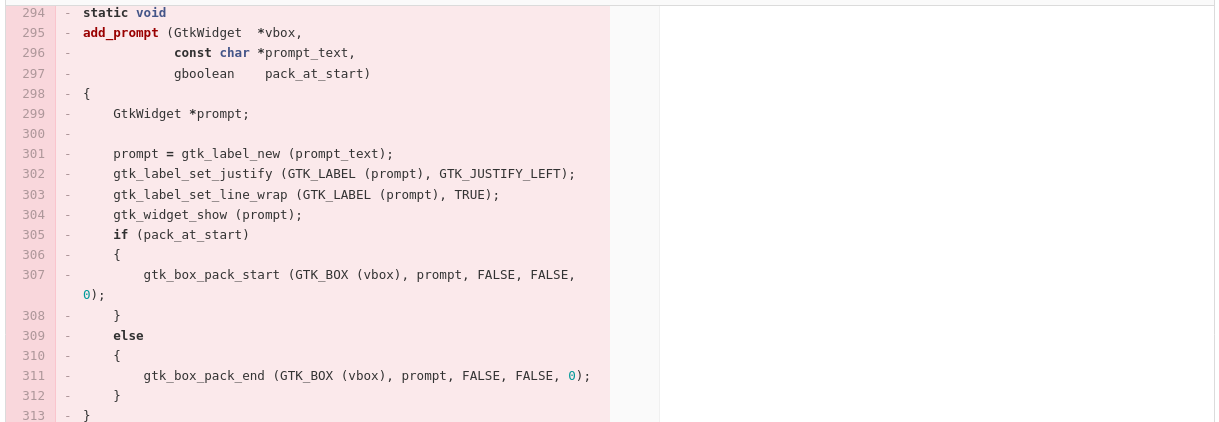 294 - static void
295 - add_prompt (GtkWidget  *vbox,
296 -             const char *prompt_text,
297 -             gboolean    pack_at_start)
298 - {
299 -     GtkWidget *prompt;
300 -
301 -     prompt = gtk_label_new (prompt_text);
302 -     gtk_label_set_justify (GTK_LABEL (prompt), GTK_JUSTIFY_LEFT);
303 -     gtk_label_set_line_wrap (GTK_LABEL (prompt), TRUE);
304 -     gtk_widget_show (prompt);
305 -     if (pack_at_start)
306 -     {
307 -         gtk_box_pack_start (GTK_BOX (vbox), prompt, FALSE, FALSE,
0);
308 -     }
309 -     else
310 -     {
311 -         gtk_box_pack_end (GTK_BOX (vbox), prompt, FALSE, FALSE, 0);
312 -     }
313 - }